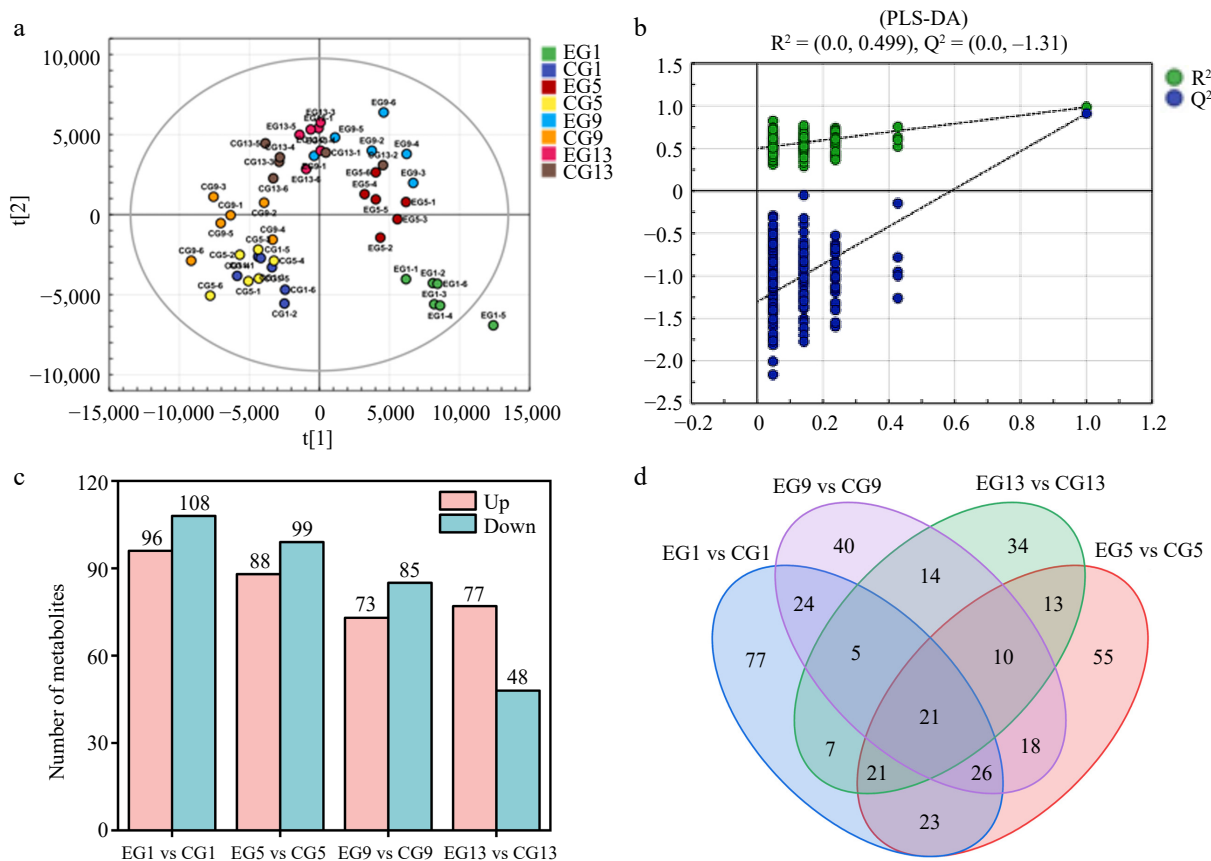 a
10,000
5,000
0
−5,000
−10,000
t[2]
−15,000
−10,000
−5,000
0
5,000
10,000
15,000
t[1]
EG13-3
EG9-6
EG13-5
EG9-5
EG9-2
EG9-4
CG13-5
CG13-4
CG13-3
CG13-1
CG13-2
CG13-6
EG13-6
EG9-1
EG9-3
EG5-6
EG5-4
EG5-5
EG5-1
EG5-3
EG5-2
CG9-3
CG9-1
CG9-2
CG9-5
CG9-4
CG9-6
CG5-2
CG1-5
CG5-4
CG5-1
CG5-6
CG1-6
CG1-2
EG1-1
EG1-2
EG1-6
EG1-3
EG1-4
EG1-5
EG1
CG1
EG5
CG5
EG9
CG9
EG13
CG13
b
(PLS-DA)
R² = (0.0, 0.499), Q² = (0.0, −1.31)
1.5
1.0
0.5
0
−0.5
−1.0
−1.5
−2.0
−2.5
−0.2
0
0.2
0.4
0.6
0.8
1.0
1.2
R²
Q²
c
Number of metabolites
120
90
60
30
0
Up
Down
96
108
88
99
73
85
77
48
EG1 vs CG1
EG5 vs CG5
EG9 vs CG9
EG13 vs CG13
d
EG9 vs CG9
EG13 vs CG13
EG1 vs CG1
EG5 vs CG5
40
34
14
24
13
77
5
10
55
21
7
18
21
26
23